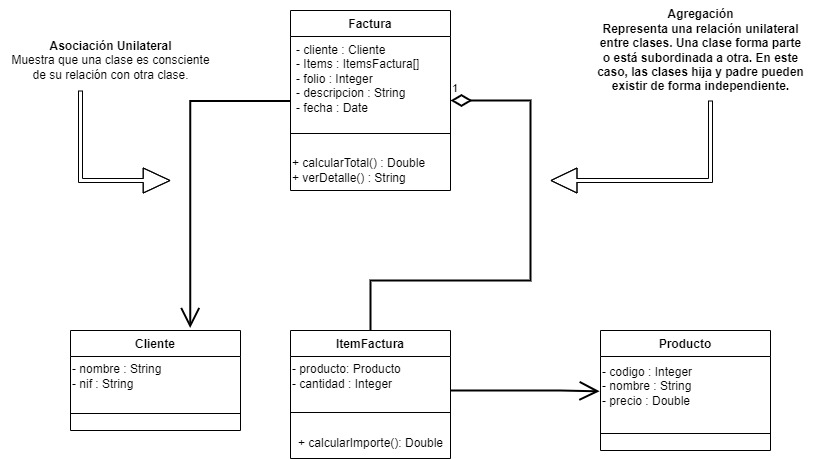 Factura
- cliente : Cliente
- Items : ItemsFactura[]
- folio : Integer
- descripcion : String
- fecha : Date
+ calcularTotal() : Double
+ verDetalle() : String
Asociación Unilateral
Muestra que una clase es consciente
de su relación con otra clase.
Agregación
Representa una relación unilateral
entre clases. Una clase forma parte
o está subordinada a otra. En este
caso, las clases hija y padre pueden
existir de forma independiente.
1
Cliente
- nombre : String
- nif : String
ItemFactura
- producto: Producto
- cantidad : Integer
+ calcularImporte(): Double
Producto
- codigo : Integer
- nombre : String
- precio : Double